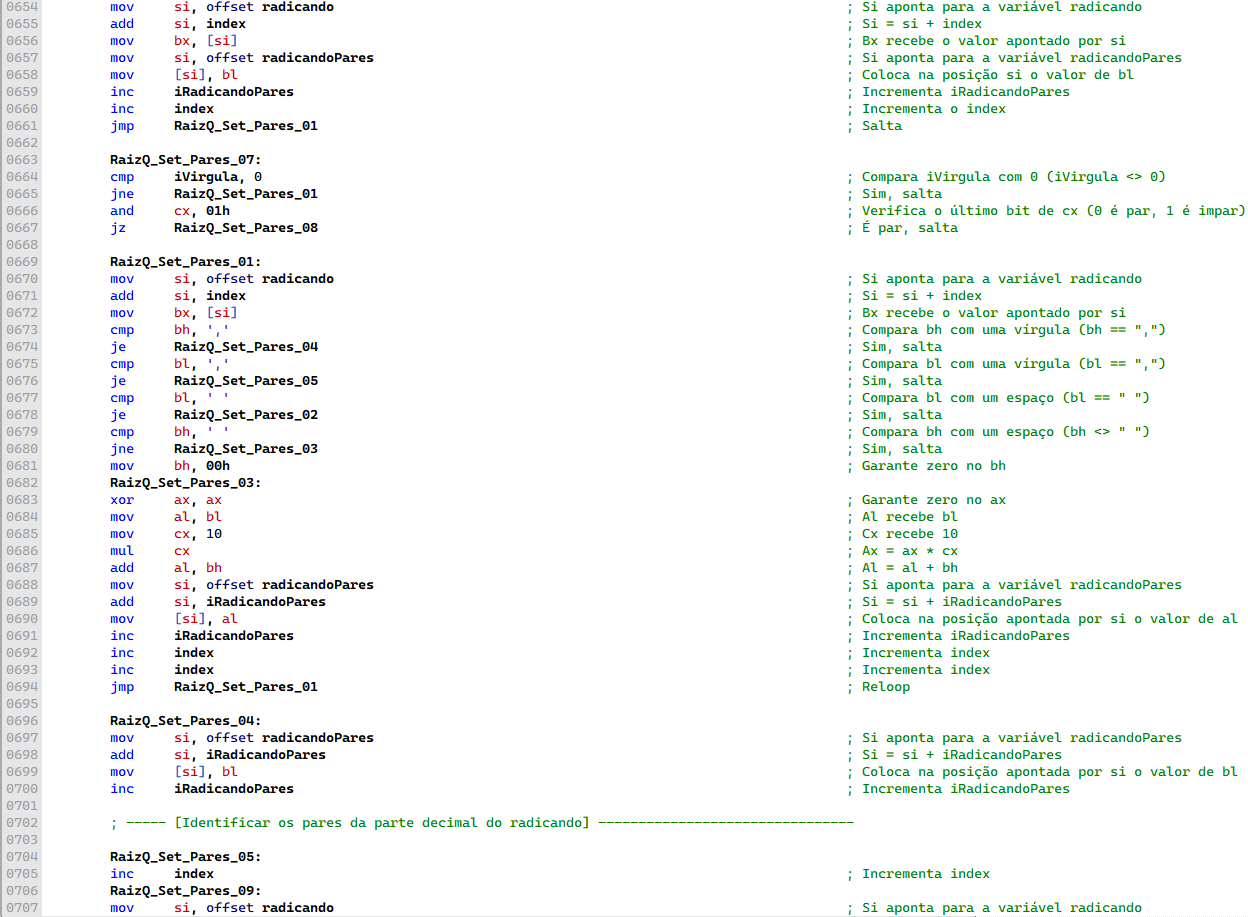 0654 mov si, offset radicando ; Si aponta para a variável radicando
0655 add si, index ; Si = si + index
0656 mov bx, [si] ; Bx recebe o valor apontado por si
0657 mov si, offset radicandoPares ; Si aponta para a variável radicandoPares
0658 mov [si], bl ; Coloca na posição si o valor de bl
0659 inc iRadicandoPares ; Incrementa iRadicandoPares
0660 inc index ; Incrementa o index
0661 jmp RaizQ_Set_Pares_01 ; Salta
0662
0663 RaizQ_Set_Pares_07:
0664 cmp iVirgula, 0 ; Compara iVirgula com 0 (iVirgula <> 0)
0665 jne RaizQ_Set_Pares_01 ; Sim, salta
0666 and cx, 01h ; Verifica o último bit de cx (0 é par, 1 é impar)
0667 jz RaizQ_Set_Pares_08 ; É par, salta
0668
0669 RaizQ_Set_Pares_01:
0670 mov si, offset radicando ; Si aponta para a variável radicando
0671 add si, index ; Si = si + index
0672 mov bx, [si] ; Bx recebe o valor apontado por si
0673 cmp bh, ',' ; Compara bh com uma vírgula (bh == ",")
0674 je RaizQ_Set_Pares_04 ; Sim, salta
0675 cmp bl, ',' ; Compara bl com uma vírgula (bl == ",")
0676 je RaizQ_Set_Pares_05 ; Sim, salta
0677 cmp bl, ' ' ; Compara bl com um espaço (bl == " ")
0678 je RaizQ_Set_Pares_02 ; Sim, salta
0679 cmp bh, ' ' ; Compara bh com um espaço (bh <> " ")
0680 jne RaizQ_Set_Pares_03 ; Sim, salta
0681 mov bh, 00h ; Garante zero no bh
0682 RaizQ_Set_Pares_03:
0683 xor ax, ax ; Garante zero no ax
0684 mov al, bl ; Al recebe bl
0685 mov cx, 10 ; Cx recebe 10
0686 mul cx ; Ax = ax * cx
0687 add al, bh ; Al = al + bh
0688 mov si, offset radicandoPares ; Si aponta para a variável radicandoPares
0689 add si, iRadicandoPares ; Si = si + iRadicandoPares
0690 mov [si], al ; Coloca na posição apontada por si o valor de al
0691 inc iRadicandoPares ; Incrementa iRadicandoPares
0692 inc index ; Incrementa index
0693 inc index ; Incrementa index
0694 jmp RaizQ_Set_Pares_01 ; Reloop
0695
0696 RaizQ_Set_Pares_04:
0697 mov si, offset radicandoPares ; Si aponta para a variável radicandoPares
0698 add si, iRadicandoPares ; Si = si + iRadicandoPares
0699 mov [si], bl ; Coloca na posição apontada por si o valor de bl
0700 inc iRadicandoPares ; Incrementa iRadicandoPares
0701
0702 ; ----- [Identificar os pares da parte decimal do radicando] --------------------------------
0703
0704 RaizQ_Set_Pares_05:
0705 inc index ; Incrementa index
0706 RaizQ_Set_Pares_09:
0707 mov si, offset radicando ; Si aponta para a variável radicando